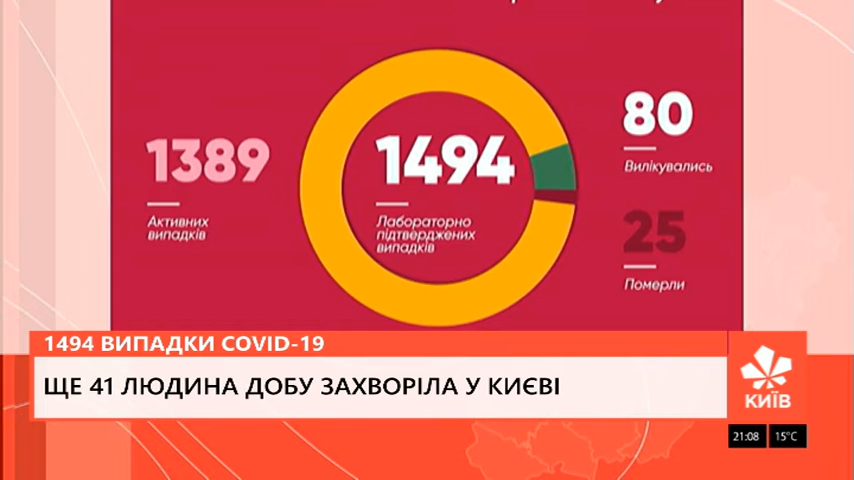 1389
Активних
випадків
1494
Лабораторно
підтверджених
випадків
80
Вилікувались
25
Померли
1494 ВИПАДКИ COVID-19
ЩЕ 41 ЛЮДИНА ДОБУ ЗАХВОРІЛА У КИЄВІ
КИЇВ
21:08
15°C